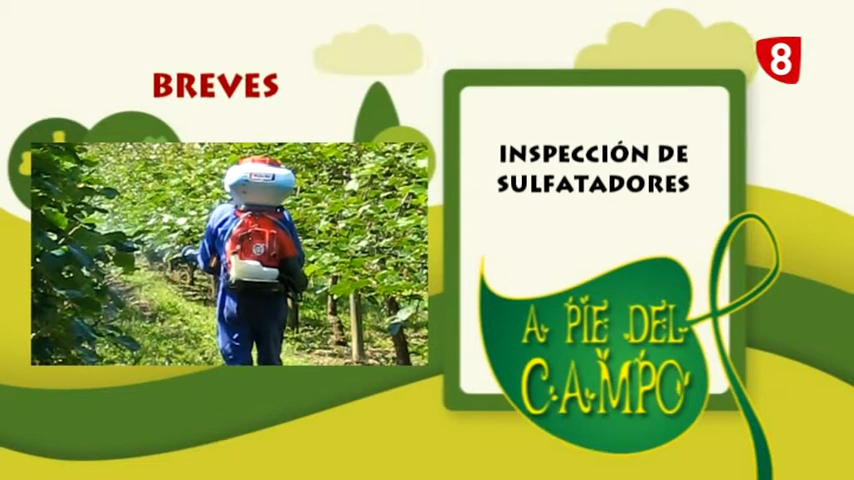 BREVES
8
INSPECCIÓN DE
SULFATADORES
A PIE DEL
CAMPO